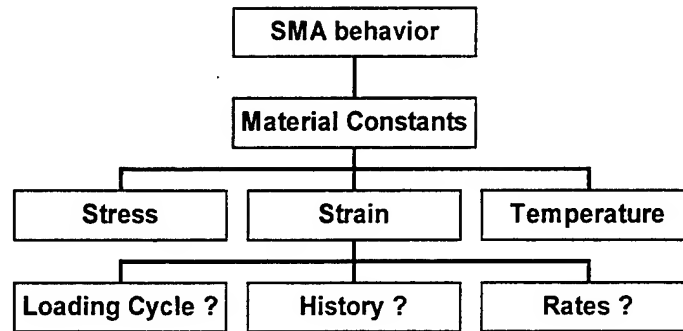 SMA behavior
Material Constants
Stress
Strain
Temperature
Loading Cycle ?
History ?
Rates ?